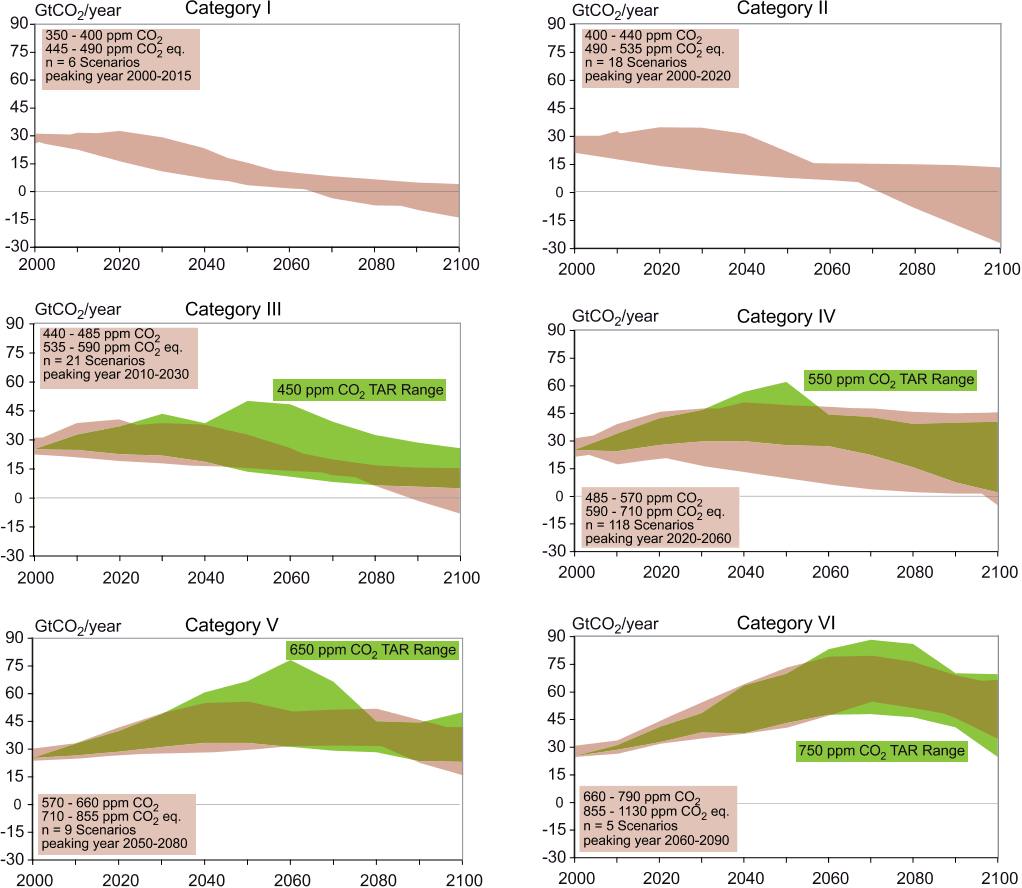 GtCO2/year
Category I
90
75
60
45
30
15
0
-15
-30
350 - 400 ppm CO2
445 - 490 ppm CO2 eq.
n = 6 Scenarios
peaking year 2000-2015
2000 2020 2040 2060 2080 2100
GtCO2/year
Category II
90
75
60
45
30
15
0
-15
-30
400 - 440 ppm CO2
490 - 535 ppm CO2 eq.
n = 18 Scenarios
peaking year 2000-2020
2000 2020 2040 2060 2080 2100
GtCO2/year
Category III
90
75
60
45
30
15
0
-15
-30
440 - 485 ppm CO2
535 - 590 ppm CO2 eq.
n = 21 Scenarios
peaking year 2010-2030
450 ppm CO2 TAR Range
2000 2020 2040 2060 2080 2100
GtCO2/year
Category IV
90
75
60
45
30
15
0
-15
-30
550 ppm CO2 TAR Range
485 - 570 ppm CO2
590 - 710 ppm CO2 eq.
n = 118 Scenarios
peaking year 2020-2060
2000 2020 2040 2060 2080 2100
GtCO2/year
Category V
90
75
60
45
30
15
0
-15
-30
650 ppm CO2 TAR Range
570 - 660 ppm CO2
710 - 855 ppm CO2 eq.
n = 9 Scenarios
peaking year 2050-2080
2000 2020 2040 2060 2080 2100
GtCO2/year
Category VI
90
75
60
45
30
15
0
-15
-30
750 ppm CO2 TAR Range
660 - 790 ppm CO2
855 - 1130 ppm CO2 eq.
n = 5 Scenarios
peaking year 2060-2090
2000 2020 2040 2060 2080 2100